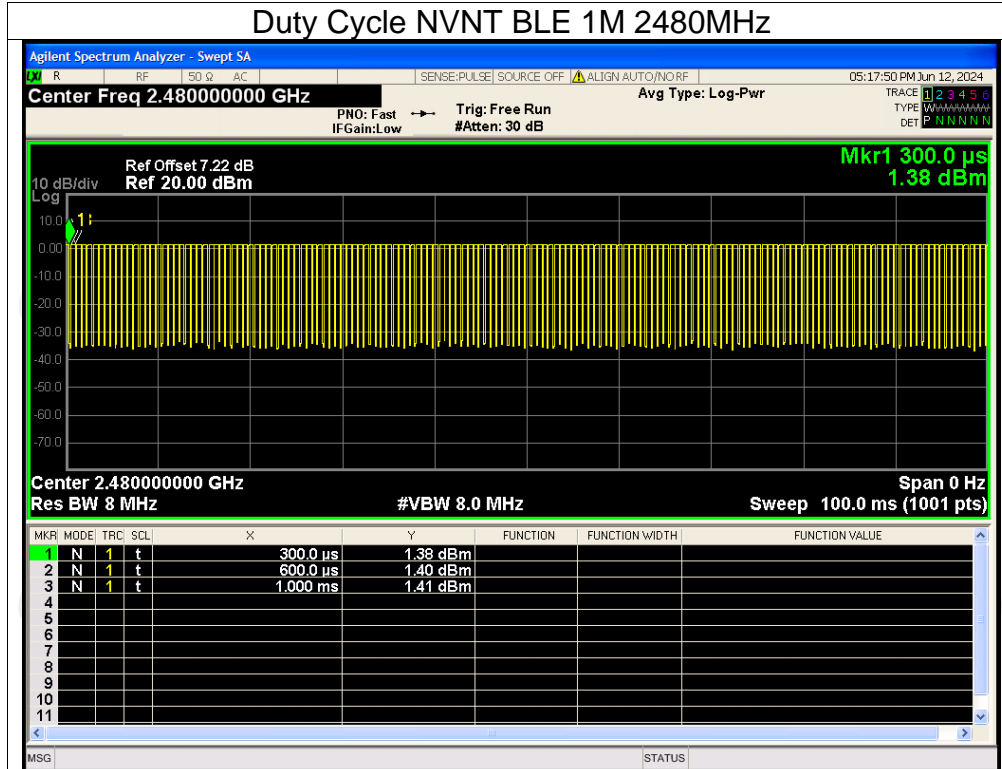 Duty Cycle NVNT BLE 1M 2480MHz
Agilent Spectrum Analyzer - Swept SA
LXI R RF 50 Ω AC SENSE:PULSE SOURCE OFF ALIGN AUTO/NO RF 05:17:50 PM Jun 12, 2024
Center Freq 2.480000000 GHz Avg Type: Log-Pwr TRACE 1 2 3 4 5 6
PNO: Fast Trig: Free Run TYPE W
IFGain:Low #Atten: 30 dB DET P N N N N N
Mkr1 300.0 µs
Ref Offset 7.22 dB
10 dB/div Ref 20.00 dBm 1.38 dBm
Log
10.0
1
0.00
-10.0
-20.0
-30.0
-40.0
-50.0
-60.0
-70.0
Center 2.480000000 GHz Span 0 Hz
Res BW 8 MHz #VBW 8.0 MHz Sweep 100.0 ms (1001 pts)
MKR MODE TRC SCL X Y FUNCTION FUNCTION WIDTH FUNCTION VALUE
1 N 1 t 300.0 µs 1.38 dBm
2 N 1 t 600.0 µs 1.40 dBm
3 N 1 t 1.000 ms 1.41 dBm
4
5
6
7
8
9
10
11
MSG STATUS